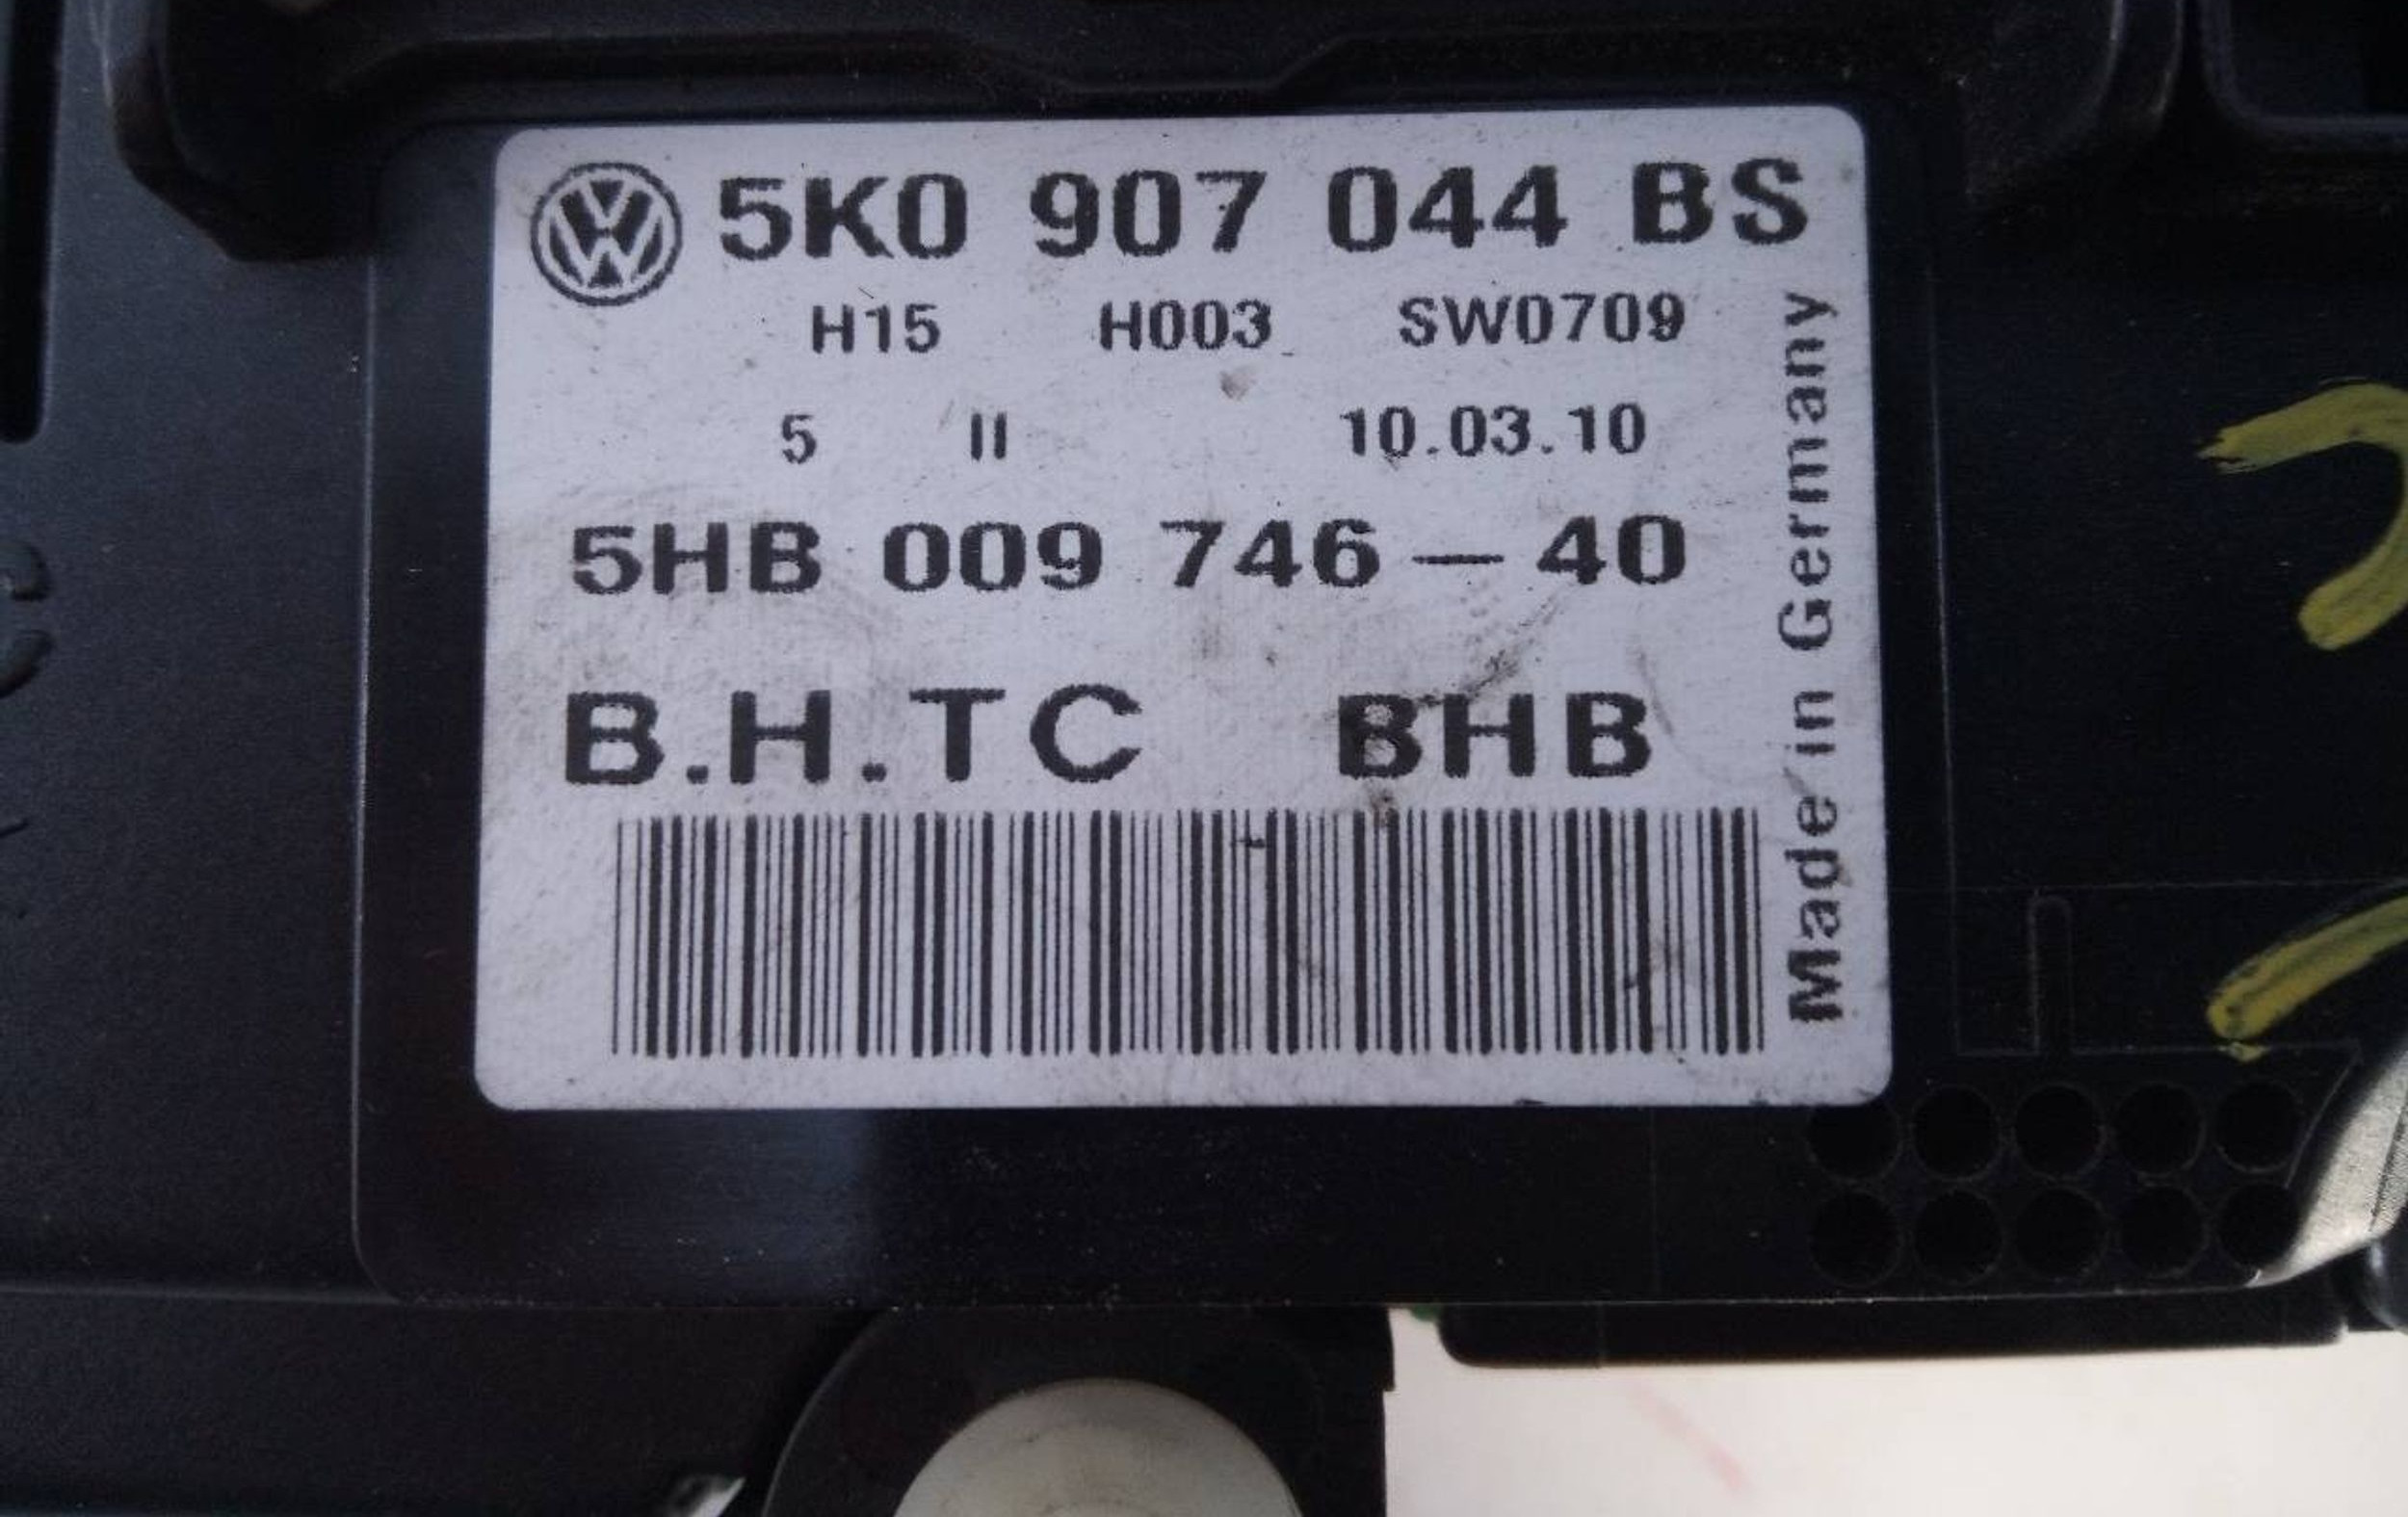 5K0 907 044 BS
H15 H003 SW0709
5 II 10.03.10
5HB 009 746-40
B.H.TC BHB
Made in Germany